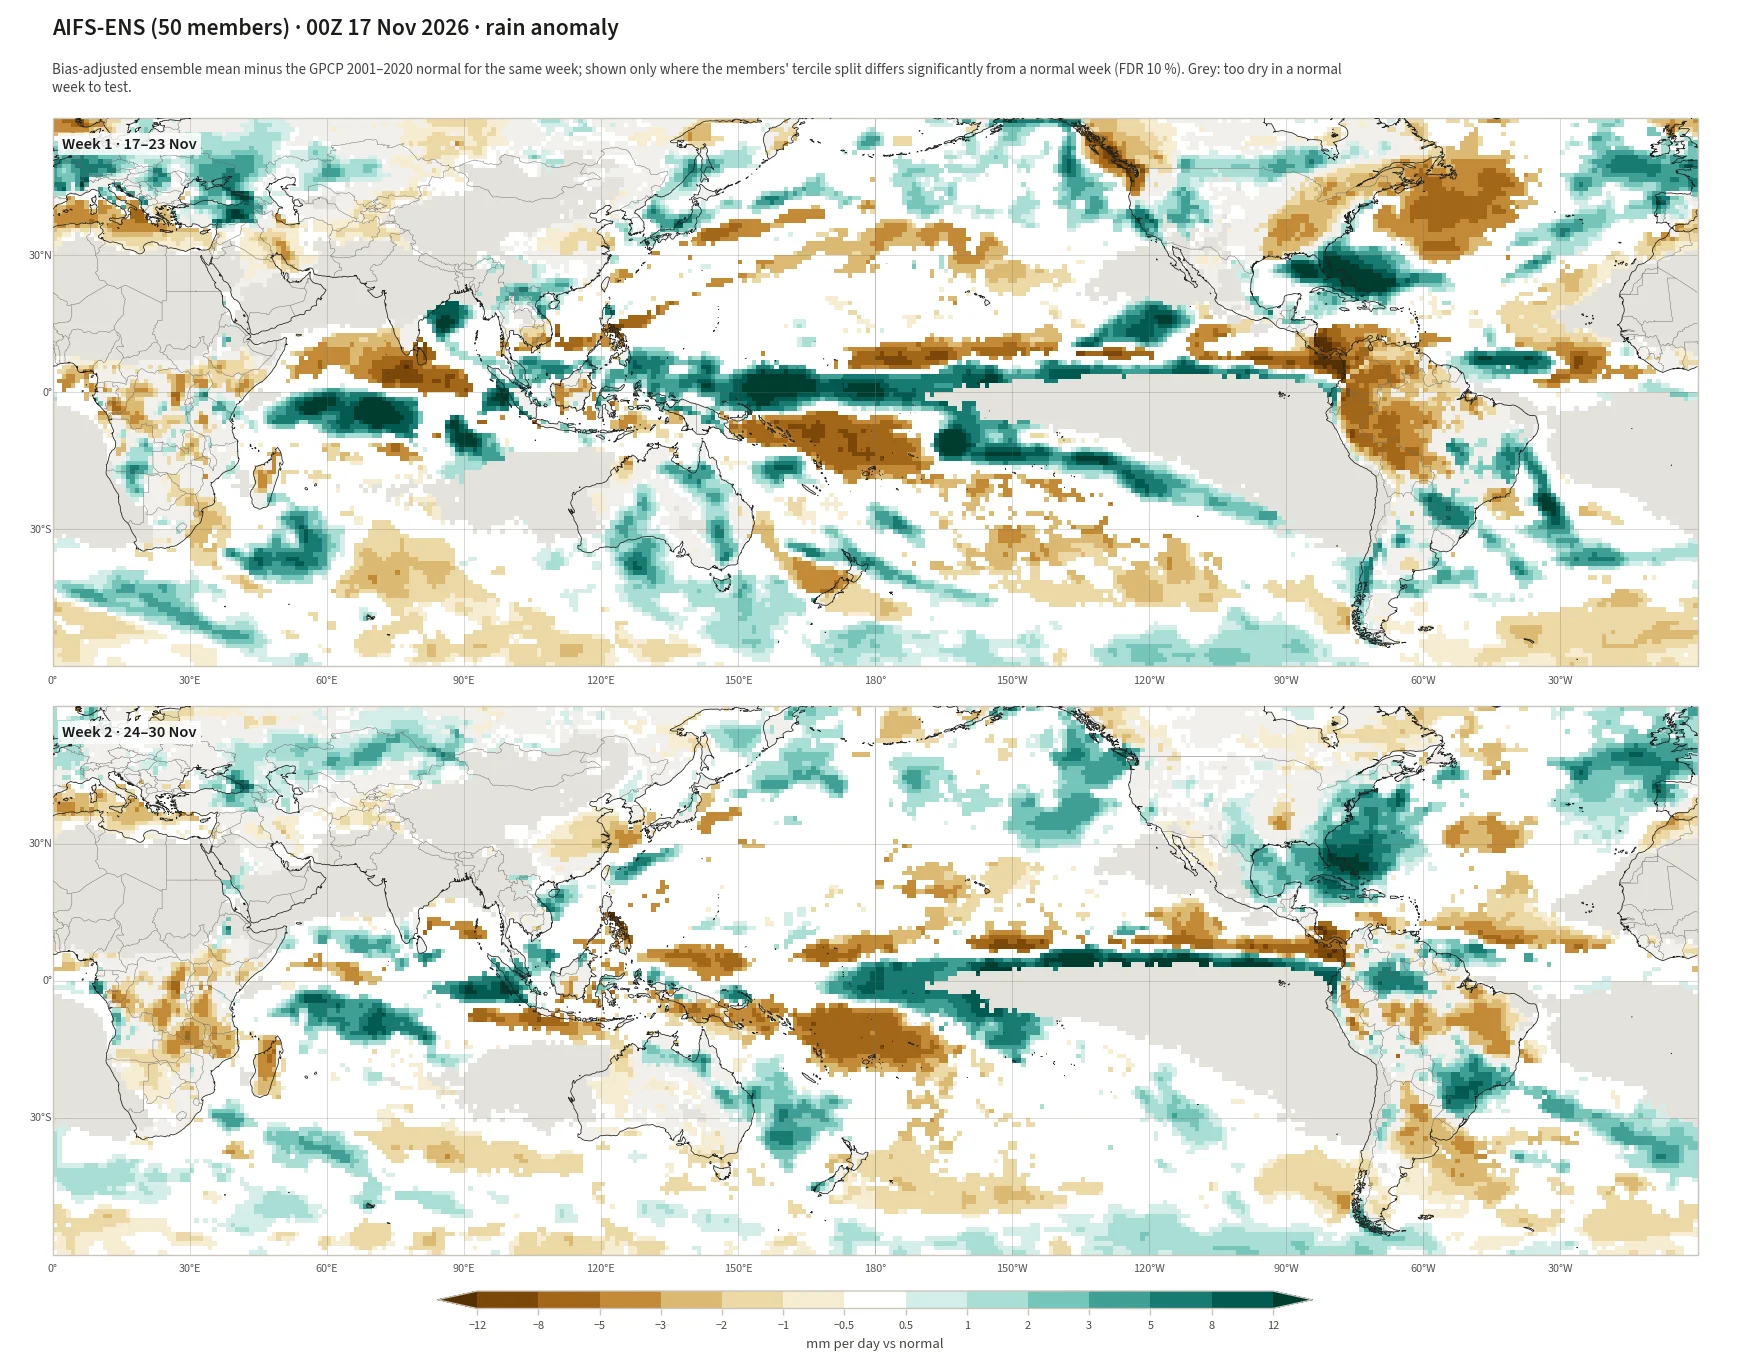 AIFS-ENS (50 members) · 00Z 17 Nov 2026 · rain anomaly
Bias-adjusted ensemble mean minus the GPCP 2001–2020 normal for the same week; shown only where the members' tercile split differs significantly from a normal week (FDR 10 %). Grey: too dry in a normal
week to test.
Week 1 · 17–23 Nov
30°N
0°
30°S
0° 30°E 60°E 90°E 120°E 150°E 180° 150°W 120°W 90°W 60°W 30°W
Week 2 · 24–30 Nov
30°N
0°
30°S
0° 30°E 60°E 90°E 120°E 150°E 180° 150°W 120°W 90°W 60°W 30°W
−12 −8 −5 −3 −2 −1 −0.5 0.5 1 2 3 5 8 12
mm per day vs normal